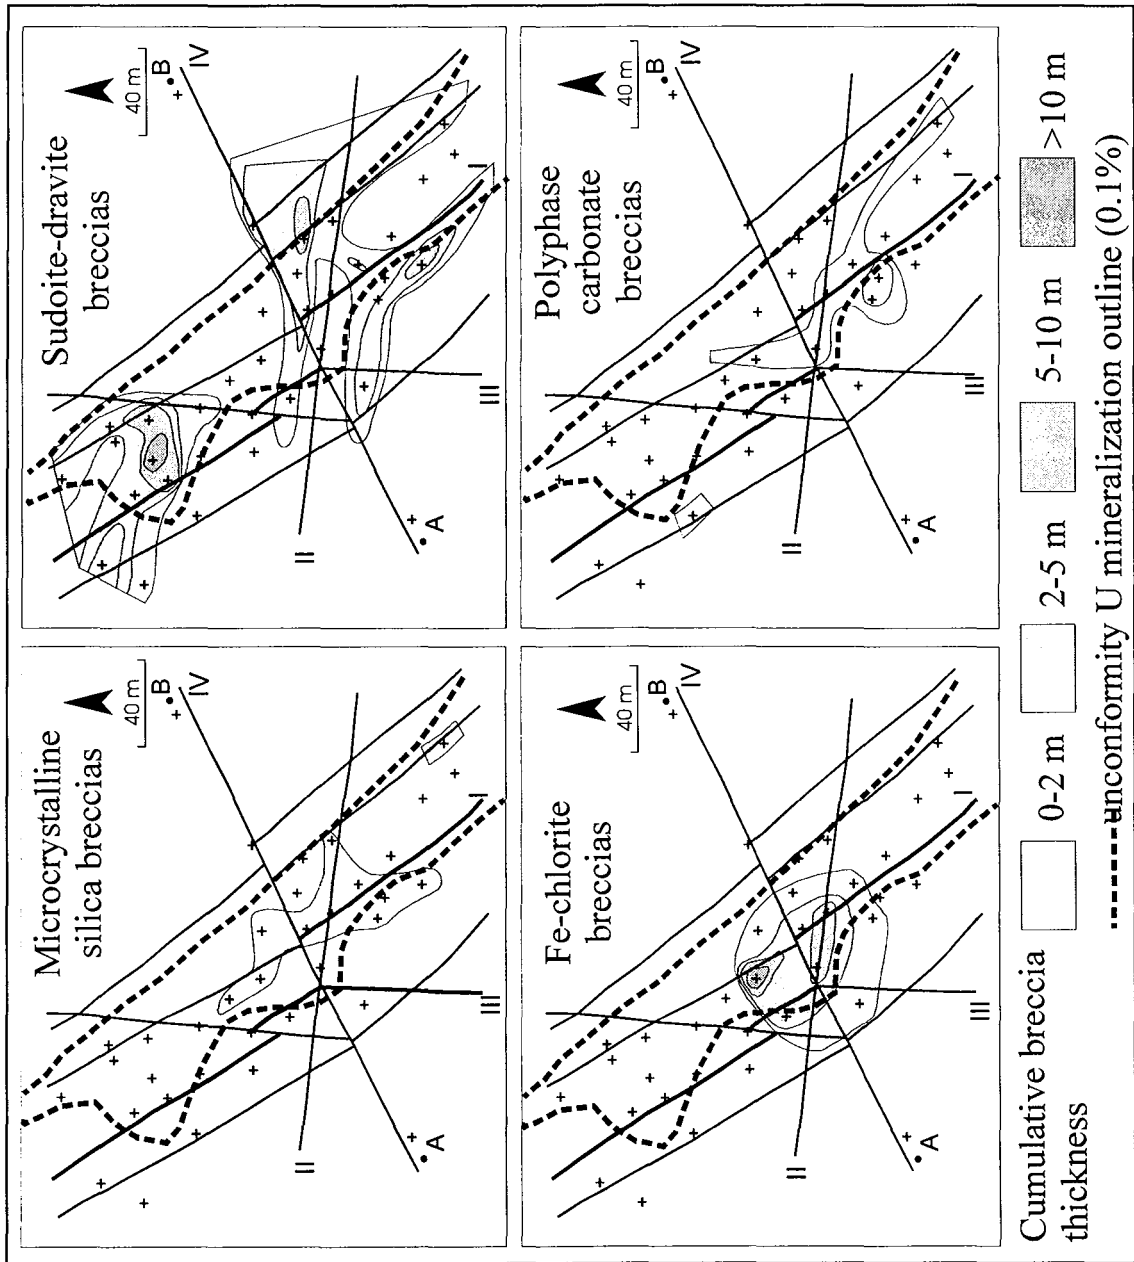 Microcrystalline
silica breccias
40 m
B
IV
I
II
III
A
Sudoite-dravite
breccias
40 m
B
IV
I
II
III
A
Fe-chlorite
breccias
40 m
B
IV
I
II
III
A
Polyphase
carbonate
breccias
40 m
B
IV
I
II
III
A
Cumulative breccia
thickness
0-2 m
2-5 m
5-10 m
>10 m
unconformity U mineralization outline (0.1%)